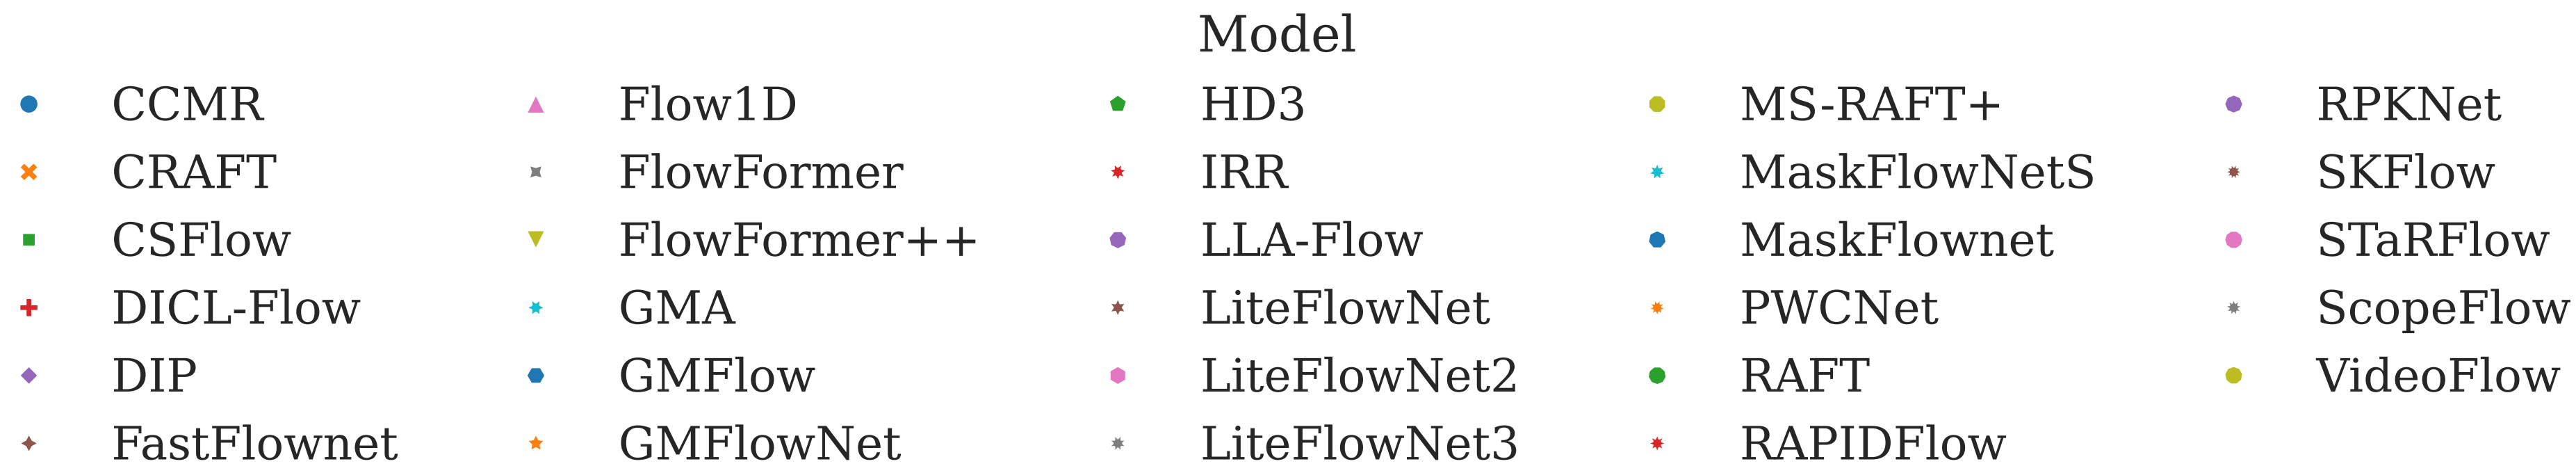 Model
CCMR
CRAFT
CSFlow
DICL-Flow
DIP
FastFlownet
Flow1D
FlowFormer
FlowFormer++
GMA
GMFlow
GMFlowNet
HD3
IRR
LLA-Flow
LiteFlowNet
LiteFlowNet2
LiteFlowNet3
MS-RAFT+
MaskFlowNetS
MaskFlownet
PWCNet
RAFT
RAPIDFlow
RPKNet
SKFlow
STaRFlow
ScopeFlow
VideoFlow